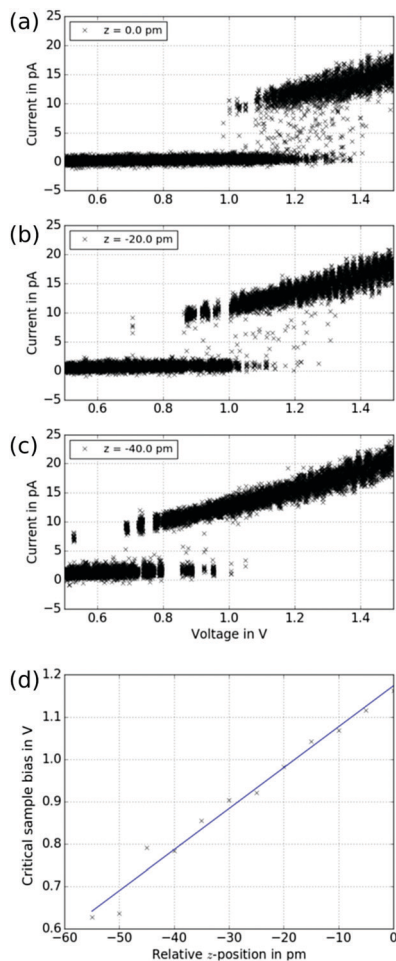 (a)
z = 0.0 pm
Current in pA
25
20
15
10
5
0
−5
0.6 0.8 1.0 1.2 1.4
(b)
z = -20.0 pm
Current in pA
25
20
15
10
5
0
−5
0.6 0.8 1.0 1.2 1.4
(c)
z = -40.0 pm
Current in pA
25
20
15
10
5
0
−5
0.6 0.8 1.0 1.2 1.4
Voltage in V
(d)
Critical sample bias in V
1.2
1.1
1.0
0.9
0.8
0.7
0.6
−60 −50 −40 −30 −20 −10 0
Relative z-position in pm